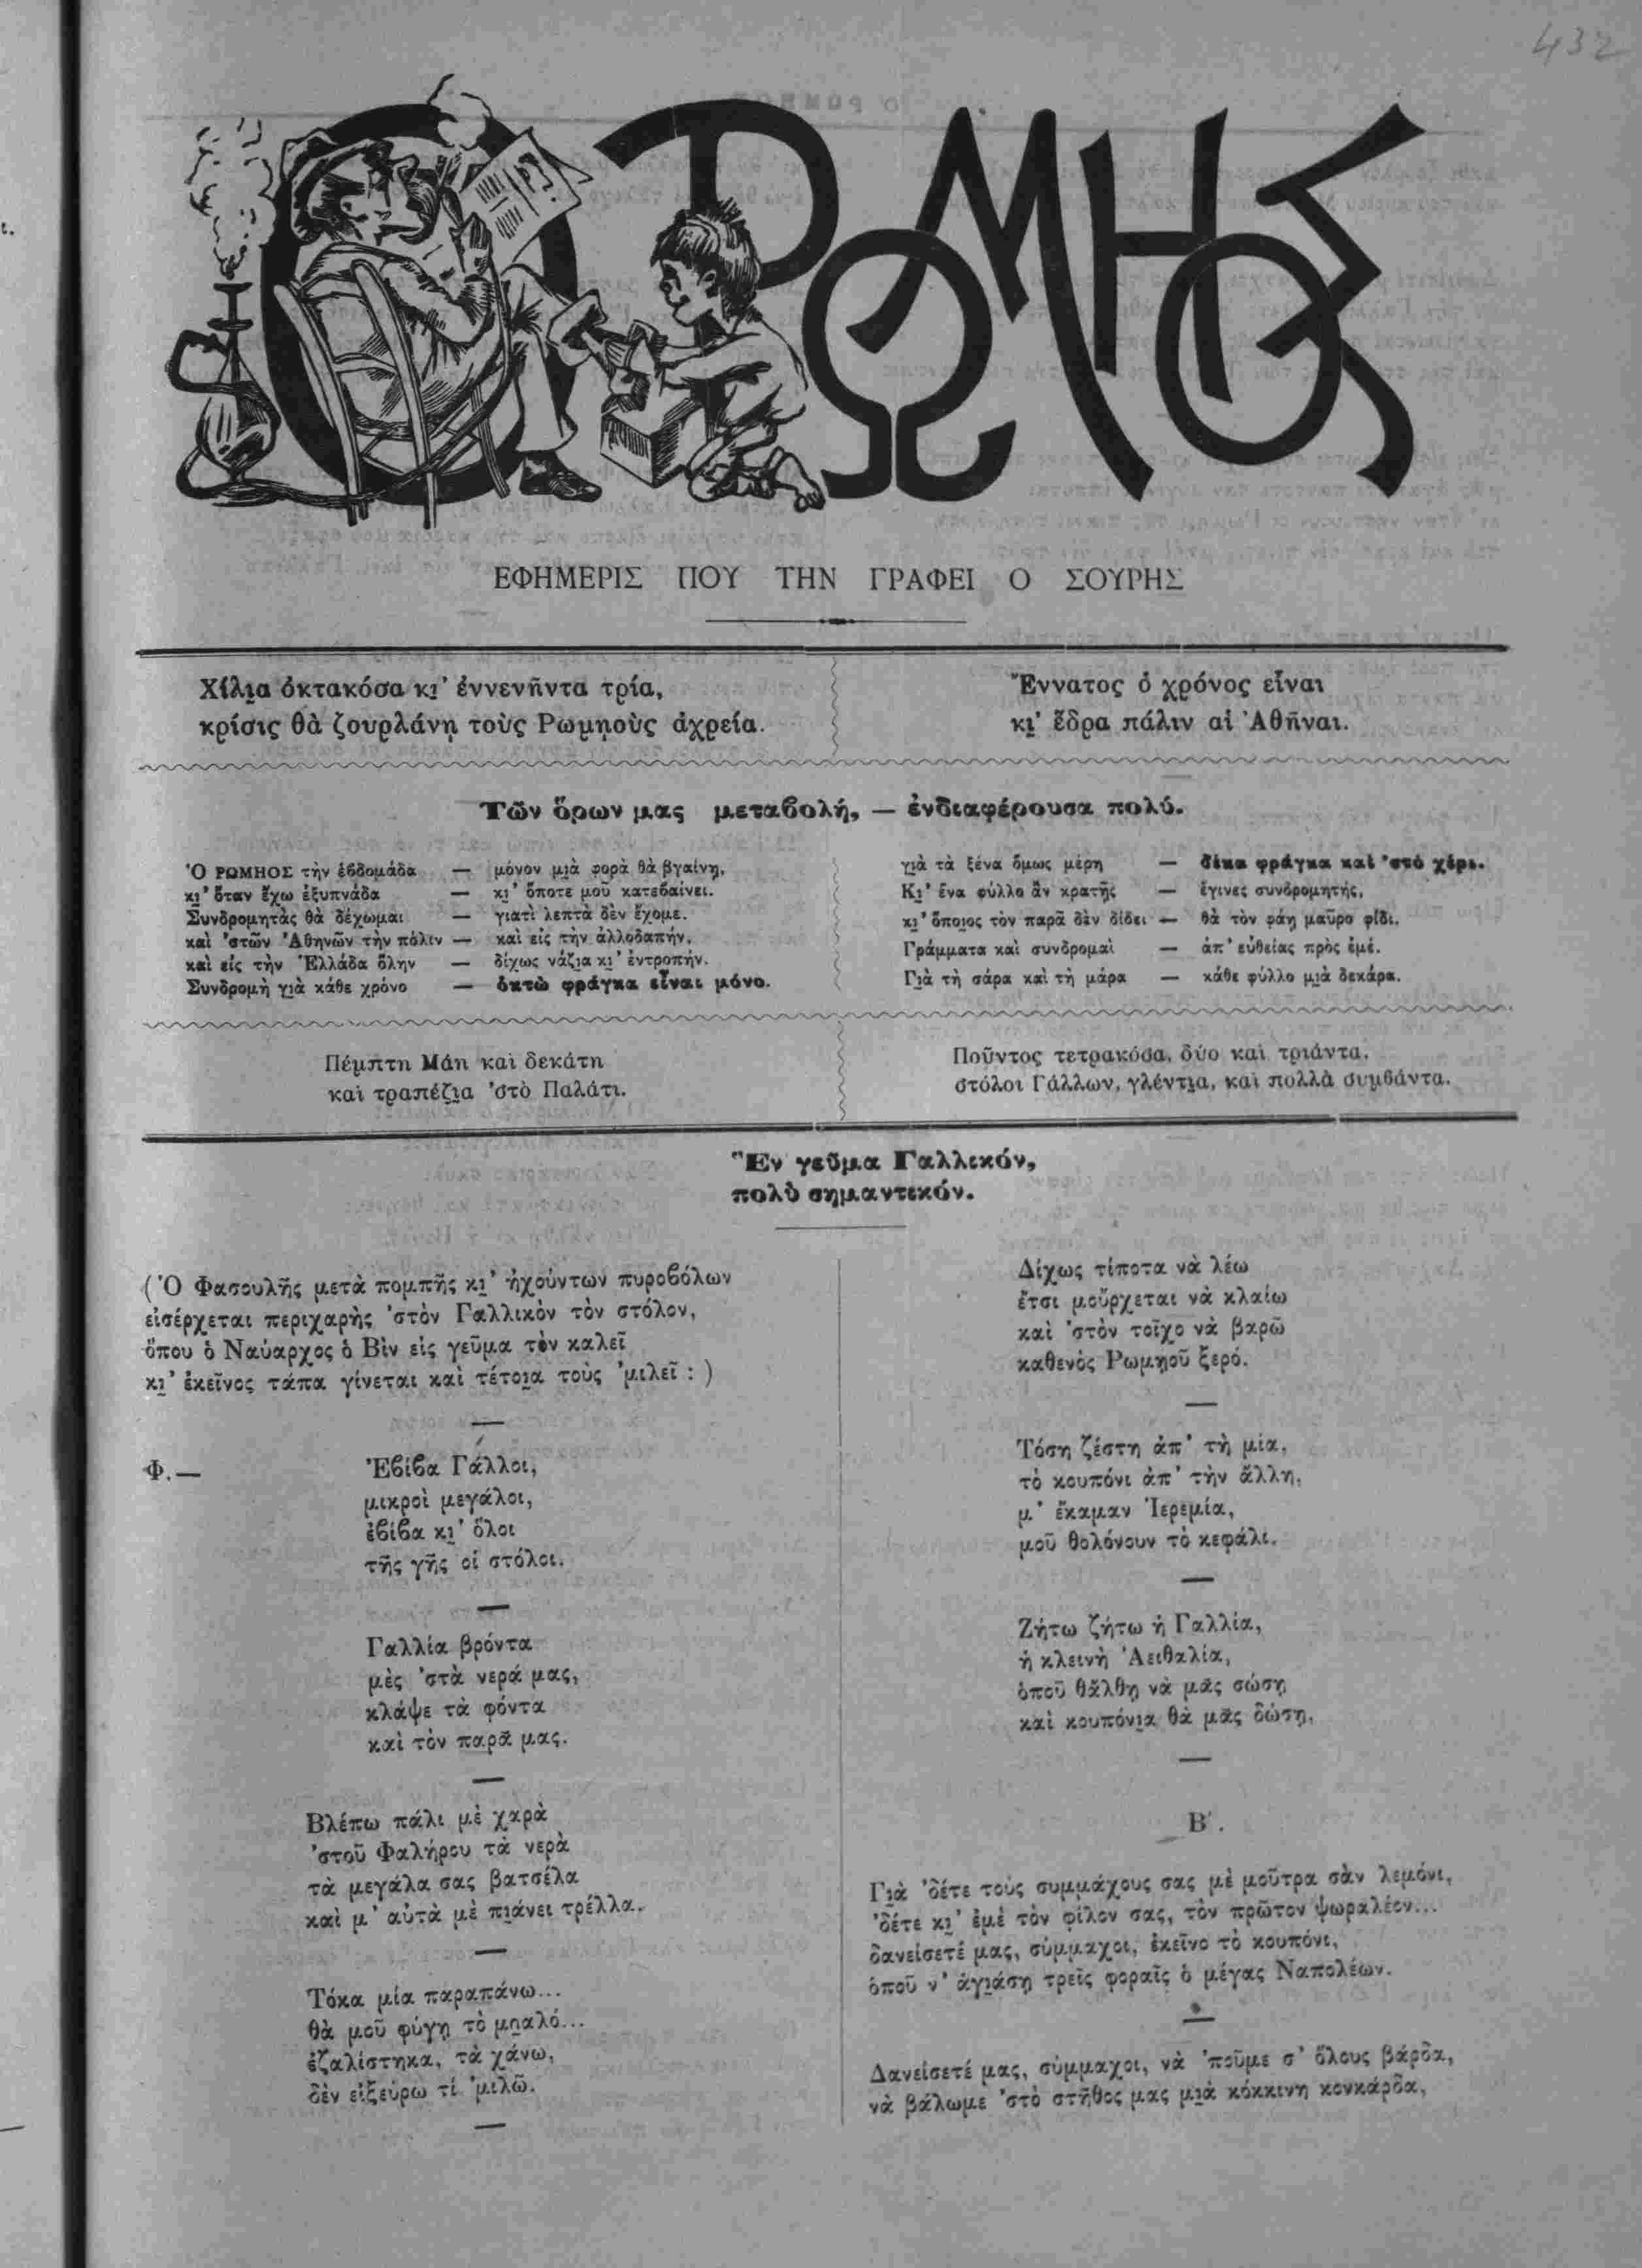 432
Ο ΡΩΜΗΟΣ
ΕΦΗΜΕΡΙΣ ΠΟΥ ΤΗΝ ΓΡΑΦΕΙ Ο ΣΟΥΡΗΣ
Χίλια ὀκτακόσα κι' ἐννενῆντα τρία,
κρίσις θὰ ζουρλάνῃ τοὺς Ρωμῃοὺς ἀχρεία.
Ἔννατος ὁ χρόνος εἶναι
κι' ἕδρα πάλιν αἱ Ἀθῆναι.
Τῶν ὅρων μας μεταβολή, — ἐνδιαφέρουσα πολύ.
Ὁ ΡΩΜΗΟΣ τὴν ἑβδομάδα — μόνον μιὰ φορὰ θὰ βγαίνῃ,
κι' ὅταν ἔχω ἐξυπνάδα — κι' ὅποτε μοῦ κατεβαίνει.
Συνδρομητὰς θὰ δέχωμαι — γιατὶ λεπτὰ δὲν ἔχομε.
καὶ 'στῶν Ἀθηνῶν τὴν πόλιν — καὶ εἰς τὴν ἀλλοδαπήν,
καὶ εἰς τὴν Ἑλλάδα ὅλην — δίχως νάζια κι' ἐντροπήν.
Συνδρομὴ γιὰ κάθε χρόνο — ὀκτὼ φράγκα εἶναι μόνο.
γιὰ τὰ ξένα ὅμως μέρη — δέκα φράγκα καὶ 'στὸ χέρι.
Κι' ἕνα φύλλο ἂν κρατῇς — ἔγινες συνδρομητής,
κι' ὅποιος τὸν παρᾶ δὲν δίδει — θὰ τὸν φάῃ μαῦρο φίδι.
Γράμματα καὶ συνδρομαὶ — ἀπ' εὐθείας πρὸς ἐμέ.
Γιὰ τὴ σάρα καὶ τὴ μάρα — κάθε φύλλο μιὰ δεκάρα.
Πέμπτη Μάη καὶ δεκάτη
καὶ τραπέζια 'στὸ Παλάτι.
Ποῦντος τετρακόσα, δύο καὶ τριάντα,
στόλοι Γάλλων, γλέντια, καὶ πολλὰ συμβάντα.
Ἓν γεῦμα Γαλλικόν,
πολὺ σημαντικόν.
(Ὁ Φασουλῆς μετὰ πομπῆς κι' ἠχούντων πυροβόλων
εἰσέρχεται περιχαρὴς 'στὸν Γαλλικὸν τὸν στόλον,
ὅπου ὁ Ναύαρχος ὁ Βὶν εἰς γεῦμα τὸν καλεῖ
κι' ἐκεῖνος τάπα γίνεται καὶ τέτοια τοὺς 'μιλεῖ : )
Φ.— Ἐβίβα Γάλλοι,
μικροὶ μεγάλοι,
ἐβίβα κι' ὅλοι
τῆς γῆς οἱ στόλοι.
Γαλλία βρόντα
μὲς 'στὰ νερά μας,
κλάψε τὰ φόντα
καὶ τὸν παρᾶ μας.
Βλέπω πάλι μὲ χαρὰ
'στοῦ Φαλήρου τὰ νερὰ
τὰ μεγάλα σας βατσέλα
καὶ μ' αὐτὰ μὲ πιάνει τρέλλα.
Τόκα μία παραπάνω...
θὰ μοῦ φύγῃ τὸ μῃαλό...
ἐζαλίστηκα, τὰ χάνω,
δὲν εἰξεύρω τί 'μιλῶ.
Δίχως τίποτα νὰ λέω
ἔτσι μοὔρχεται νὰ κλαίω
καὶ 'στὸν τοῖχο νὰ βαρῶ
καθενὸς Ρωμῃοῦ ξερό.
Τόση ζέστη ἀπ' τὴ μία,
τὸ κουπόνι ἀπ' τὴν ἄλλη,
μ' ἔκαμαν Ἱερεμία,
μοῦ θολόνουν τὸ κεφάλι.
Ζήτω ζήτω ἡ Γαλλία,
ἡ κλεινὴ Ἀειθαλία,
ὁποῦ θἄλθῃ νὰ μᾶς σώσῃ
καὶ κουπόνια θὰ μᾶς δώσῃ.
Β'.
Γιὰ 'δέτε τοὺς συμμάχους σας μὲ μοῦτρα σὰν λεμόνι,
'δέτε κι' ἐμὲ τὸν φίλον σας, τὸν πρῶτον ψωραλέον...
δανείσετέ μας, σύμμαχοι, ἐκεῖνο τὸ κουπόνι,
ὁποῦ ν' ἁγιάσῃ τρεῖς φοραῖς ὁ μέγας Ναπολέων.
Δανείσετέ μας, σύμμαχοι, νὰ 'ποῦμε σ' ὅλους βάρδα,
νὰ βάλωμε 'στὸ στῆθος μας μιὰ κόκκινη κονκάρδα,